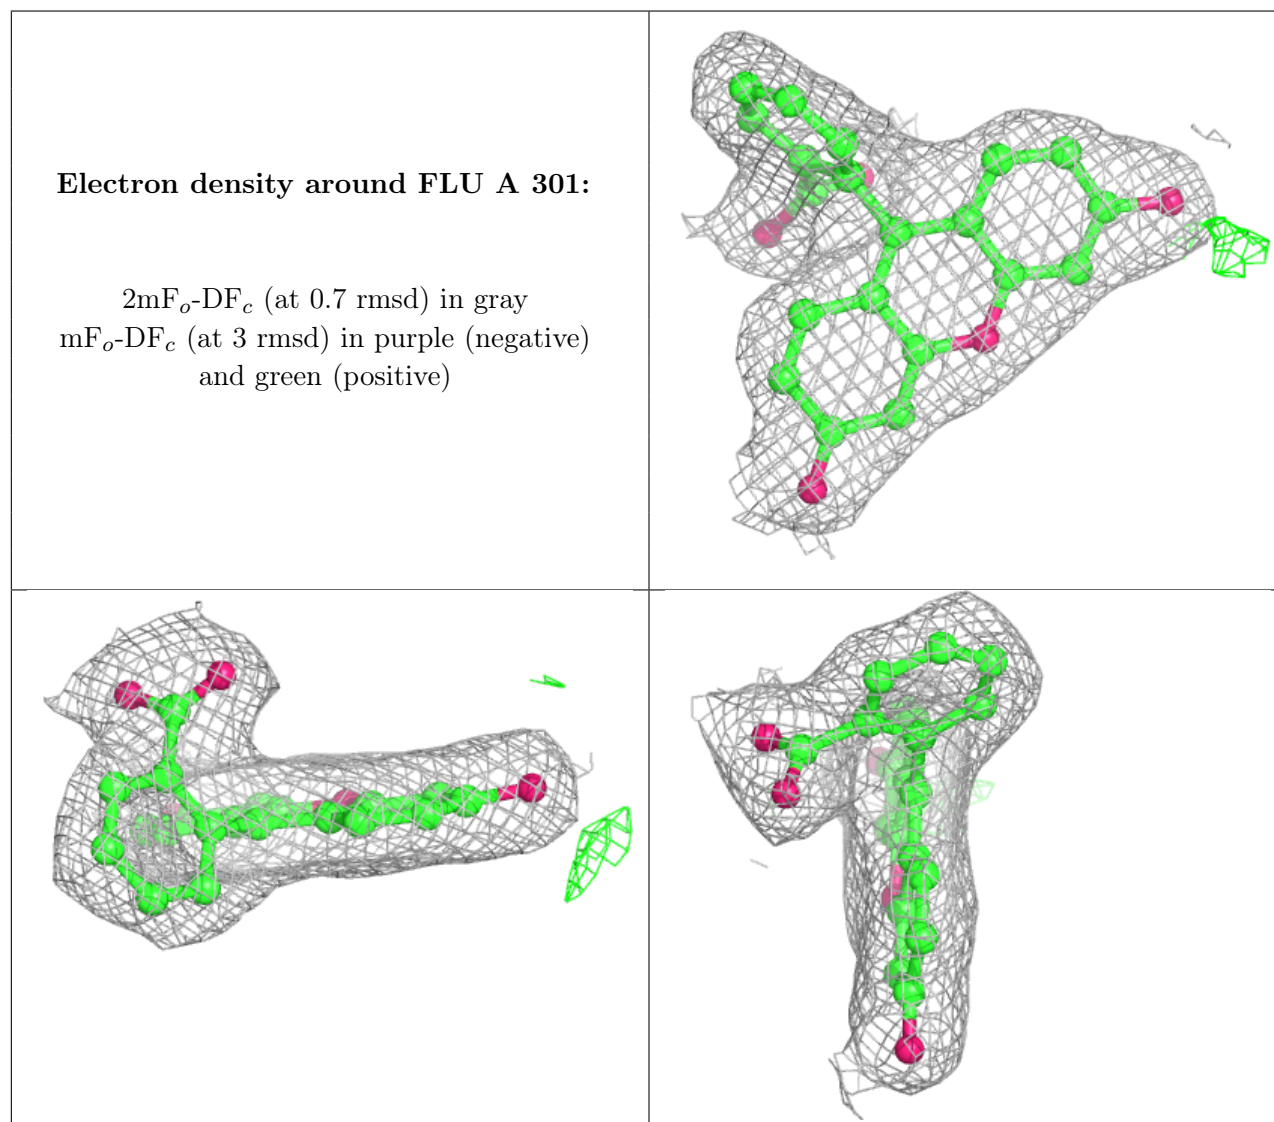 Electron density around FLU A 301:
2mFₒ-DF𝑐 (at 0.7 rmsd) in gray
mFₒ-DF𝑐 (at 3 rmsd) in purple (negative)
and green (positive)